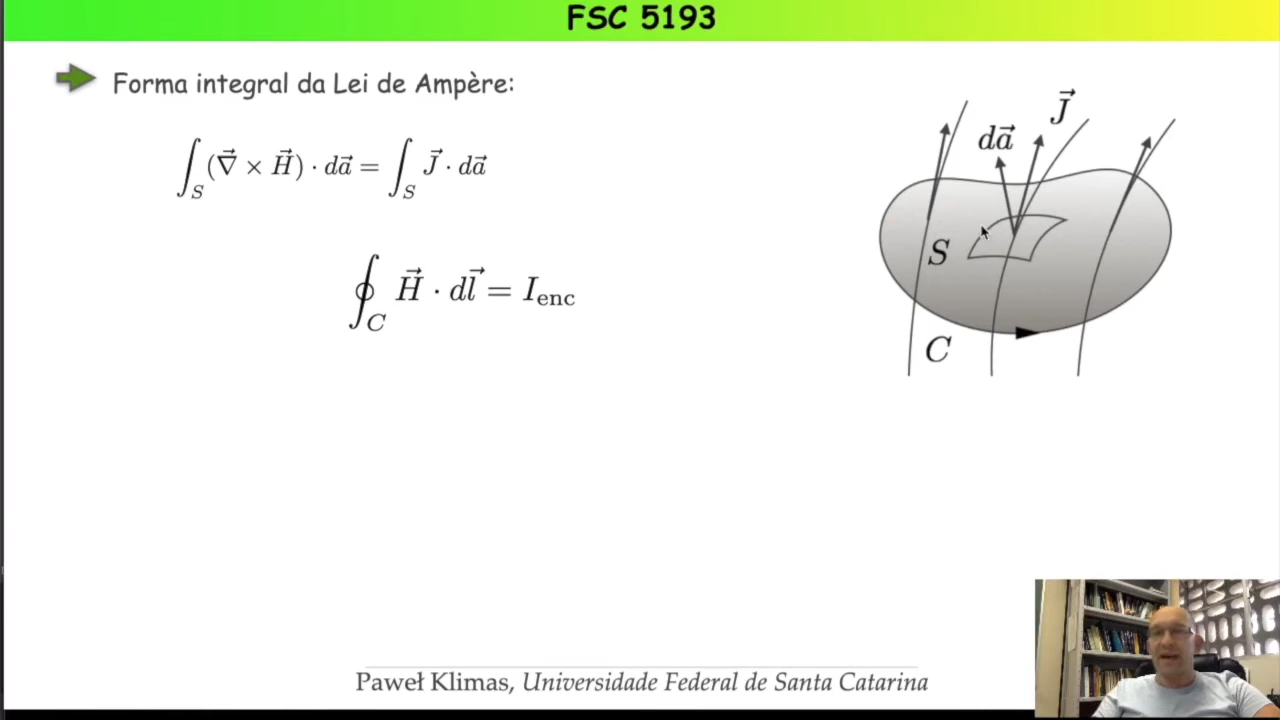 FSC 5193
Forma integral da Lei de Ampère:
∫_S (∇⃗ × H⃗) · da⃗ = ∫_S J⃗ · da⃗
∮_C H⃗ · dl⃗ = I_enc
J⃗
da⃗
S
C
Paweł Klimas, Universidade Federal de Santa Catarina